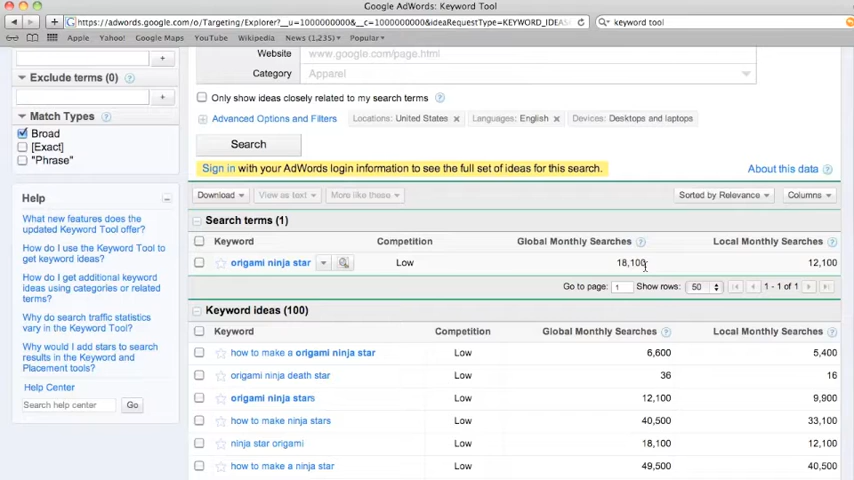 Google AdWords: Keyword Tool
https://adwords.google.com/o/Targeting/Explorer?__u=1000000000&__c=1000000000&ideaRequestType=KEYWORD_IDEAS
keyword tool
Apple Yahoo! Google Maps YouTube Wikipedia News (1,235) Popular
Website www.google.com/page.html
Category Apparel
Exclude terms (0)
Only show ideas closely related to my search terms
Match Types
Advanced Options and Filters Locations: United States Languages: English Devices: Desktops and laptops
Broad
[Exact]
"Phrase"
Search
Sign in with your AdWords login information to see the full set of ideas for this search. About this data
Help
Download View as text More like these Sorted by Relevance Columns
What new features does the
updated Keyword Tool offer?
How do I use the Keyword Tool to
get keyword ideas?
How do I get additional keyword
ideas using categories or related
terms?
Why do search traffic statistics
vary in the Keyword Tool?
Why would I add stars to search
results in the Keyword and
Placement tools?
Help Center
Search help center Go
Search terms (1)
Keyword Competition Global Monthly Searches Local Monthly Searches
origami ninja star Low 18,100 12,100
Go to page: 1 Show rows: 50 1 - 1 of 1
Keyword ideas (100)
Keyword Competition Global Monthly Searches Local Monthly Searches
how to make a origami ninja star Low 6,600 5,400
origami ninja death star Low 36 16
origami ninja stars Low 12,100 9,900
how to make ninja stars Low 40,500 33,100
ninja star origami Low 18,100 12,100
how to make a ninja star Low 49,500 40,500